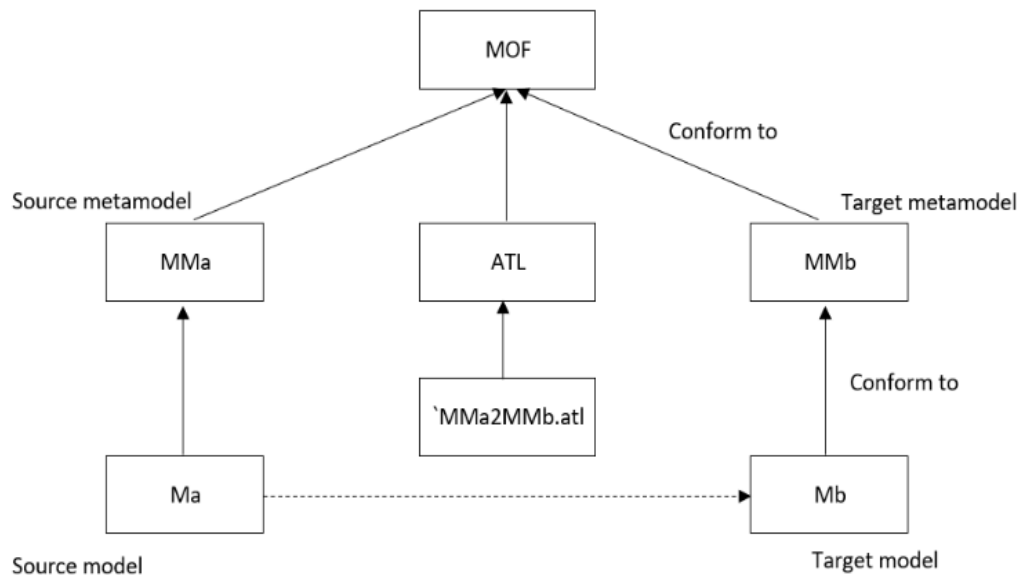 MOF
Conform to
Source metamodel
Target metamodel
MMa
ATL
MMb
Conform to
`MMa2MMb.atl
Ma
Mb
Source model
Target model